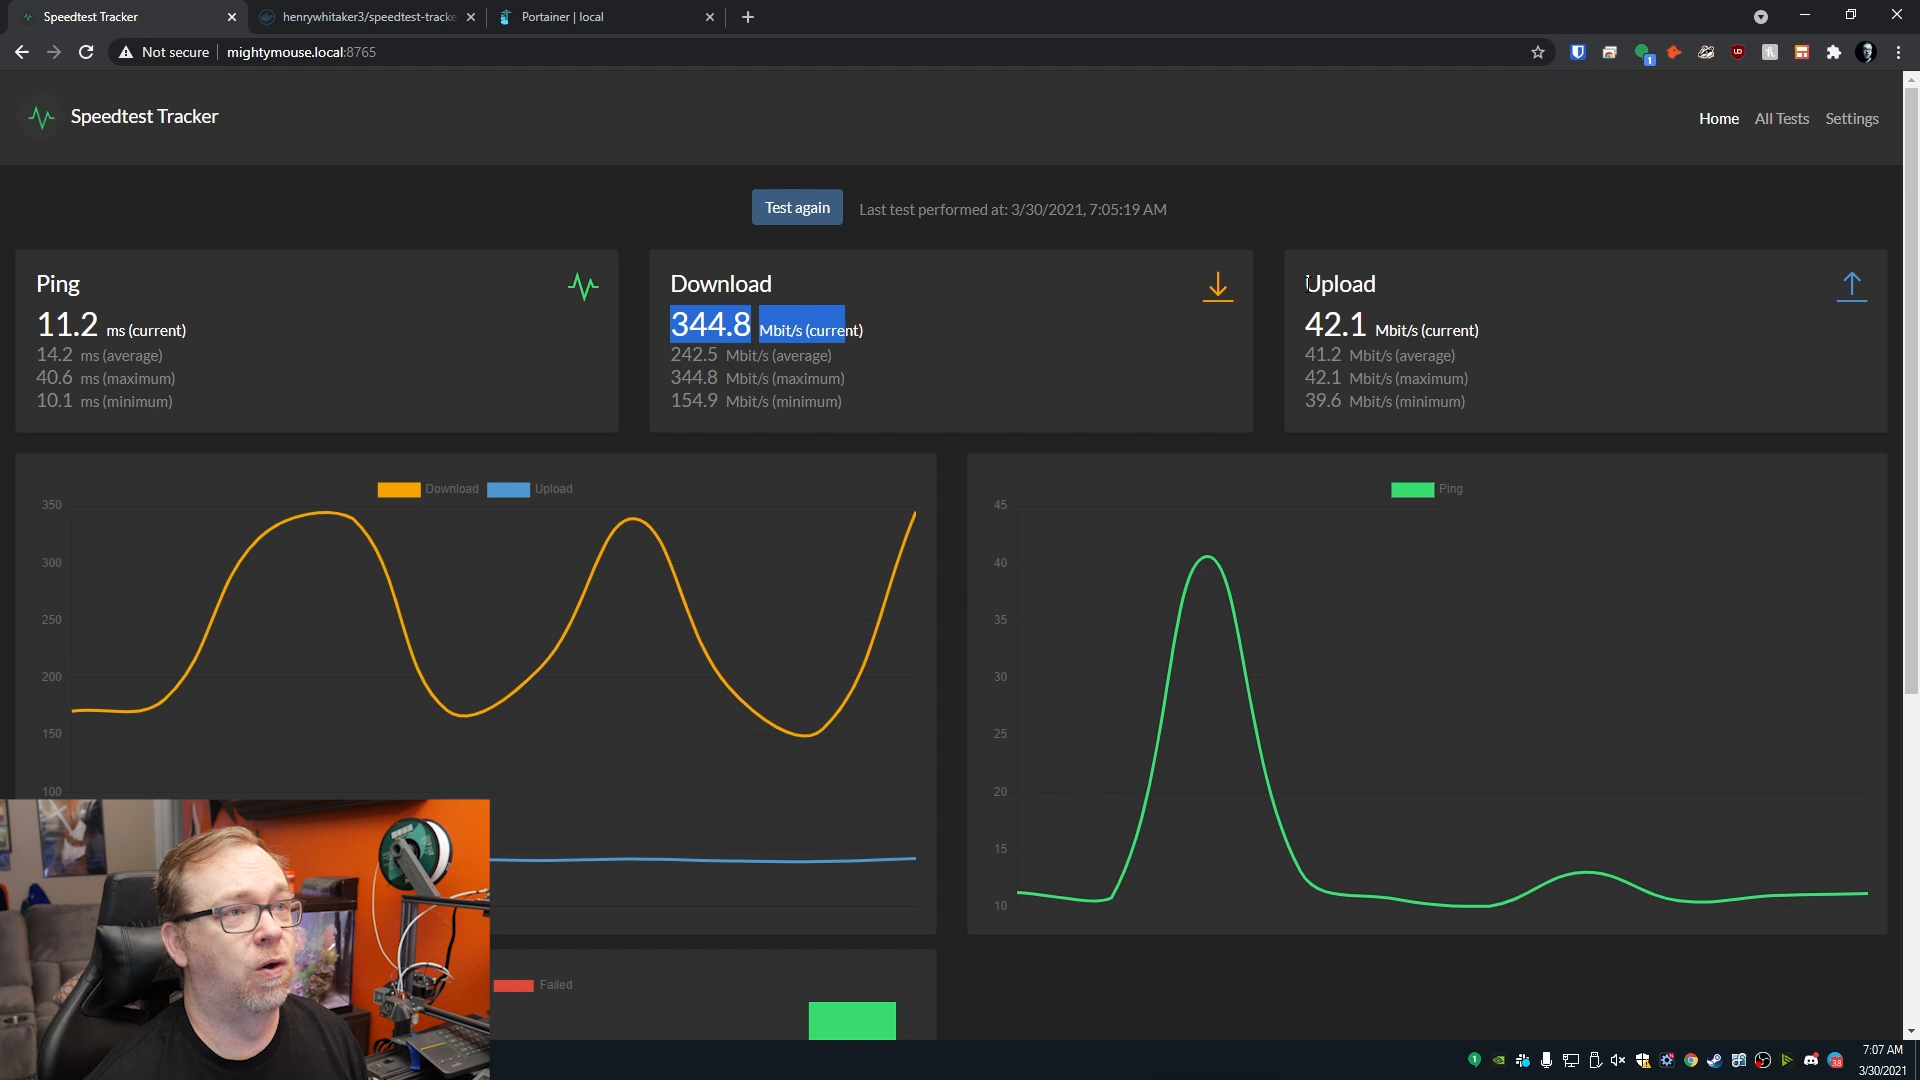 Speedtest Tracker
henrywhitaker3/speedtest-tracke
Portainer | local
Not secure
mightymouse.local:8765
1
Speedtest Tracker
Home
All Tests
Settings
Test again
Last test performed at: 3/30/2021, 7:05:19 AM
Ping
11.2 ms (current)
14.2 ms (average)
40.6 ms (maximum)
10.1 ms (minimum)
Download
344.8 Mbit/s (current)
242.5 Mbit/s (average)
344.8 Mbit/s (maximum)
154.9 Mbit/s (minimum)
Upload
42.1 Mbit/s (current)
41.2 Mbit/s (average)
42.1 Mbit/s (maximum)
39.6 Mbit/s (minimum)
Download
Upload
350
300
250
200
150
100
Ping
45
40
35
30
25
20
15
10
Failed
7:07 AM
3/30/2021